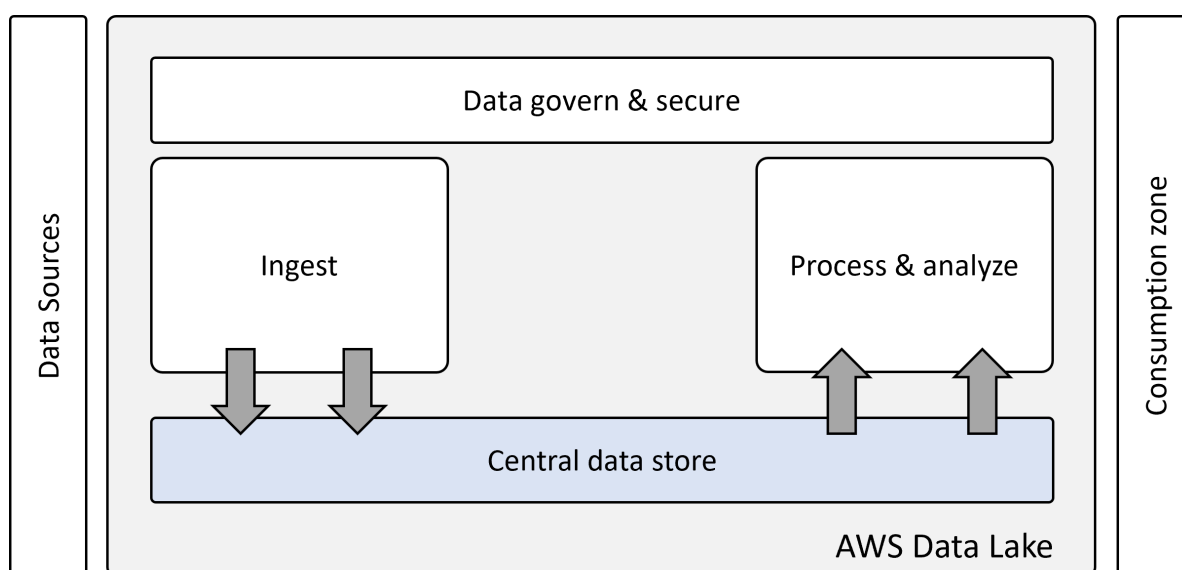 Data Sources
Data govern & secure
Ingest
Process & analyze
Central data store
AWS Data Lake
Consumption zone